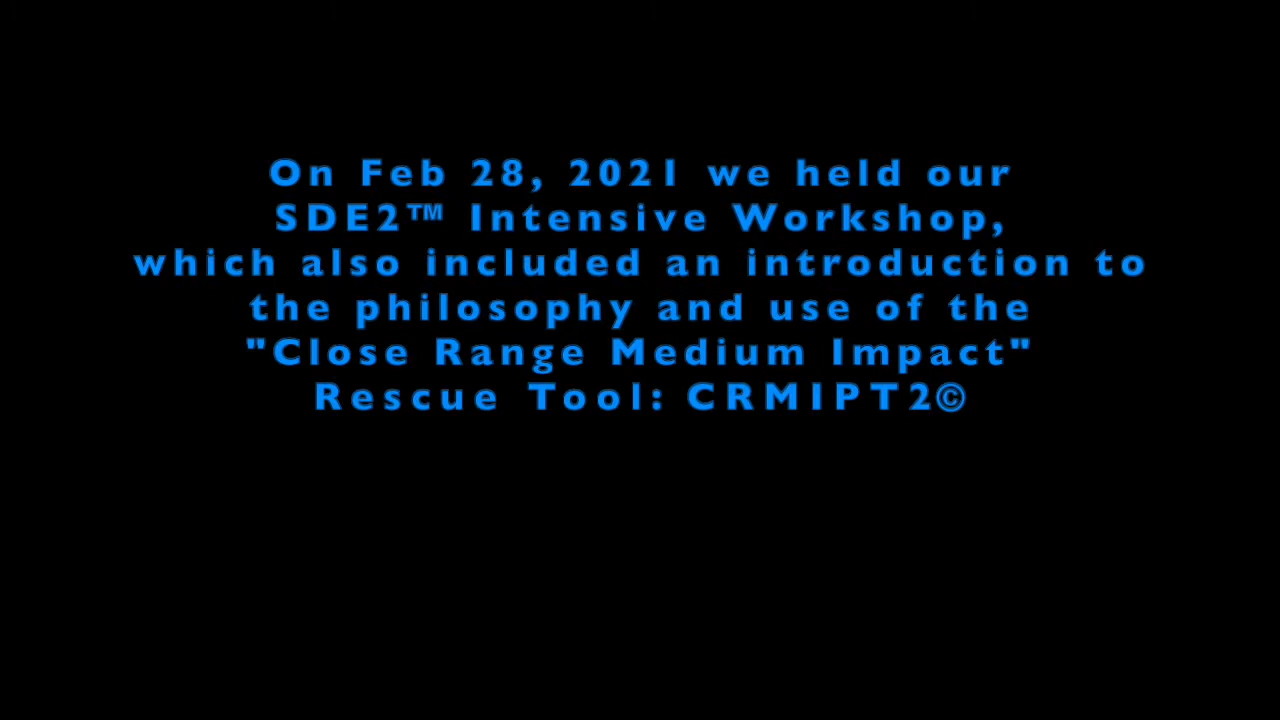 On Feb 28, 2021 we held our
SDE2™ Intensive Workshop,
which also included an introduction to
the philosophy and use of the
"Close Range Medium Impact"
Rescue Tool: CRMIPT2©